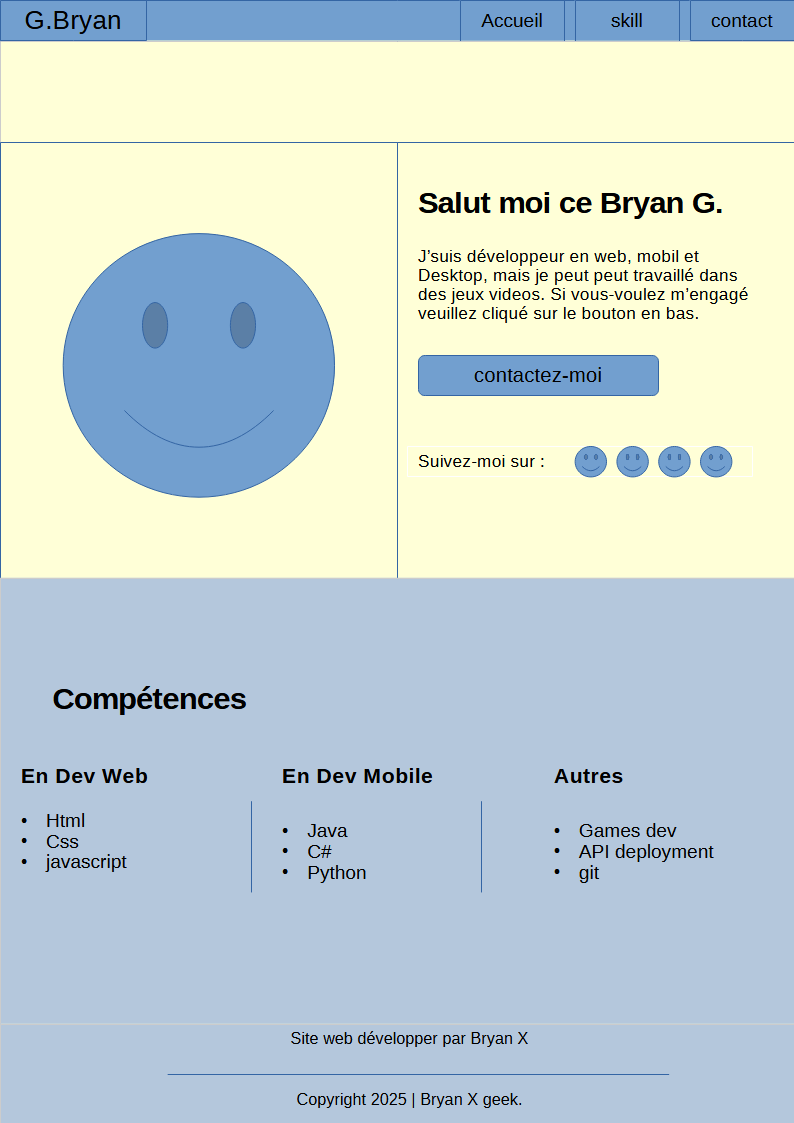 G.Bryan
Accueil
skill
contact
Salut moi ce Bryan G.
J’suis développeur en web, mobil et
Desktop, mais je peut peut travaillé dans
des jeux videos. Si vous-voulez m’engagé
veuillez cliqué sur le bouton en bas.
contactez-moi
Suivez-moi sur :
Compétences
En Dev Web
• Html
• Css
• javascript
En Dev Mobile
• Java
• C#
• Python
Autres
• Games dev
• API deployment
• git
Site web développer par Bryan X
Copyright 2025 | Bryan X geek.